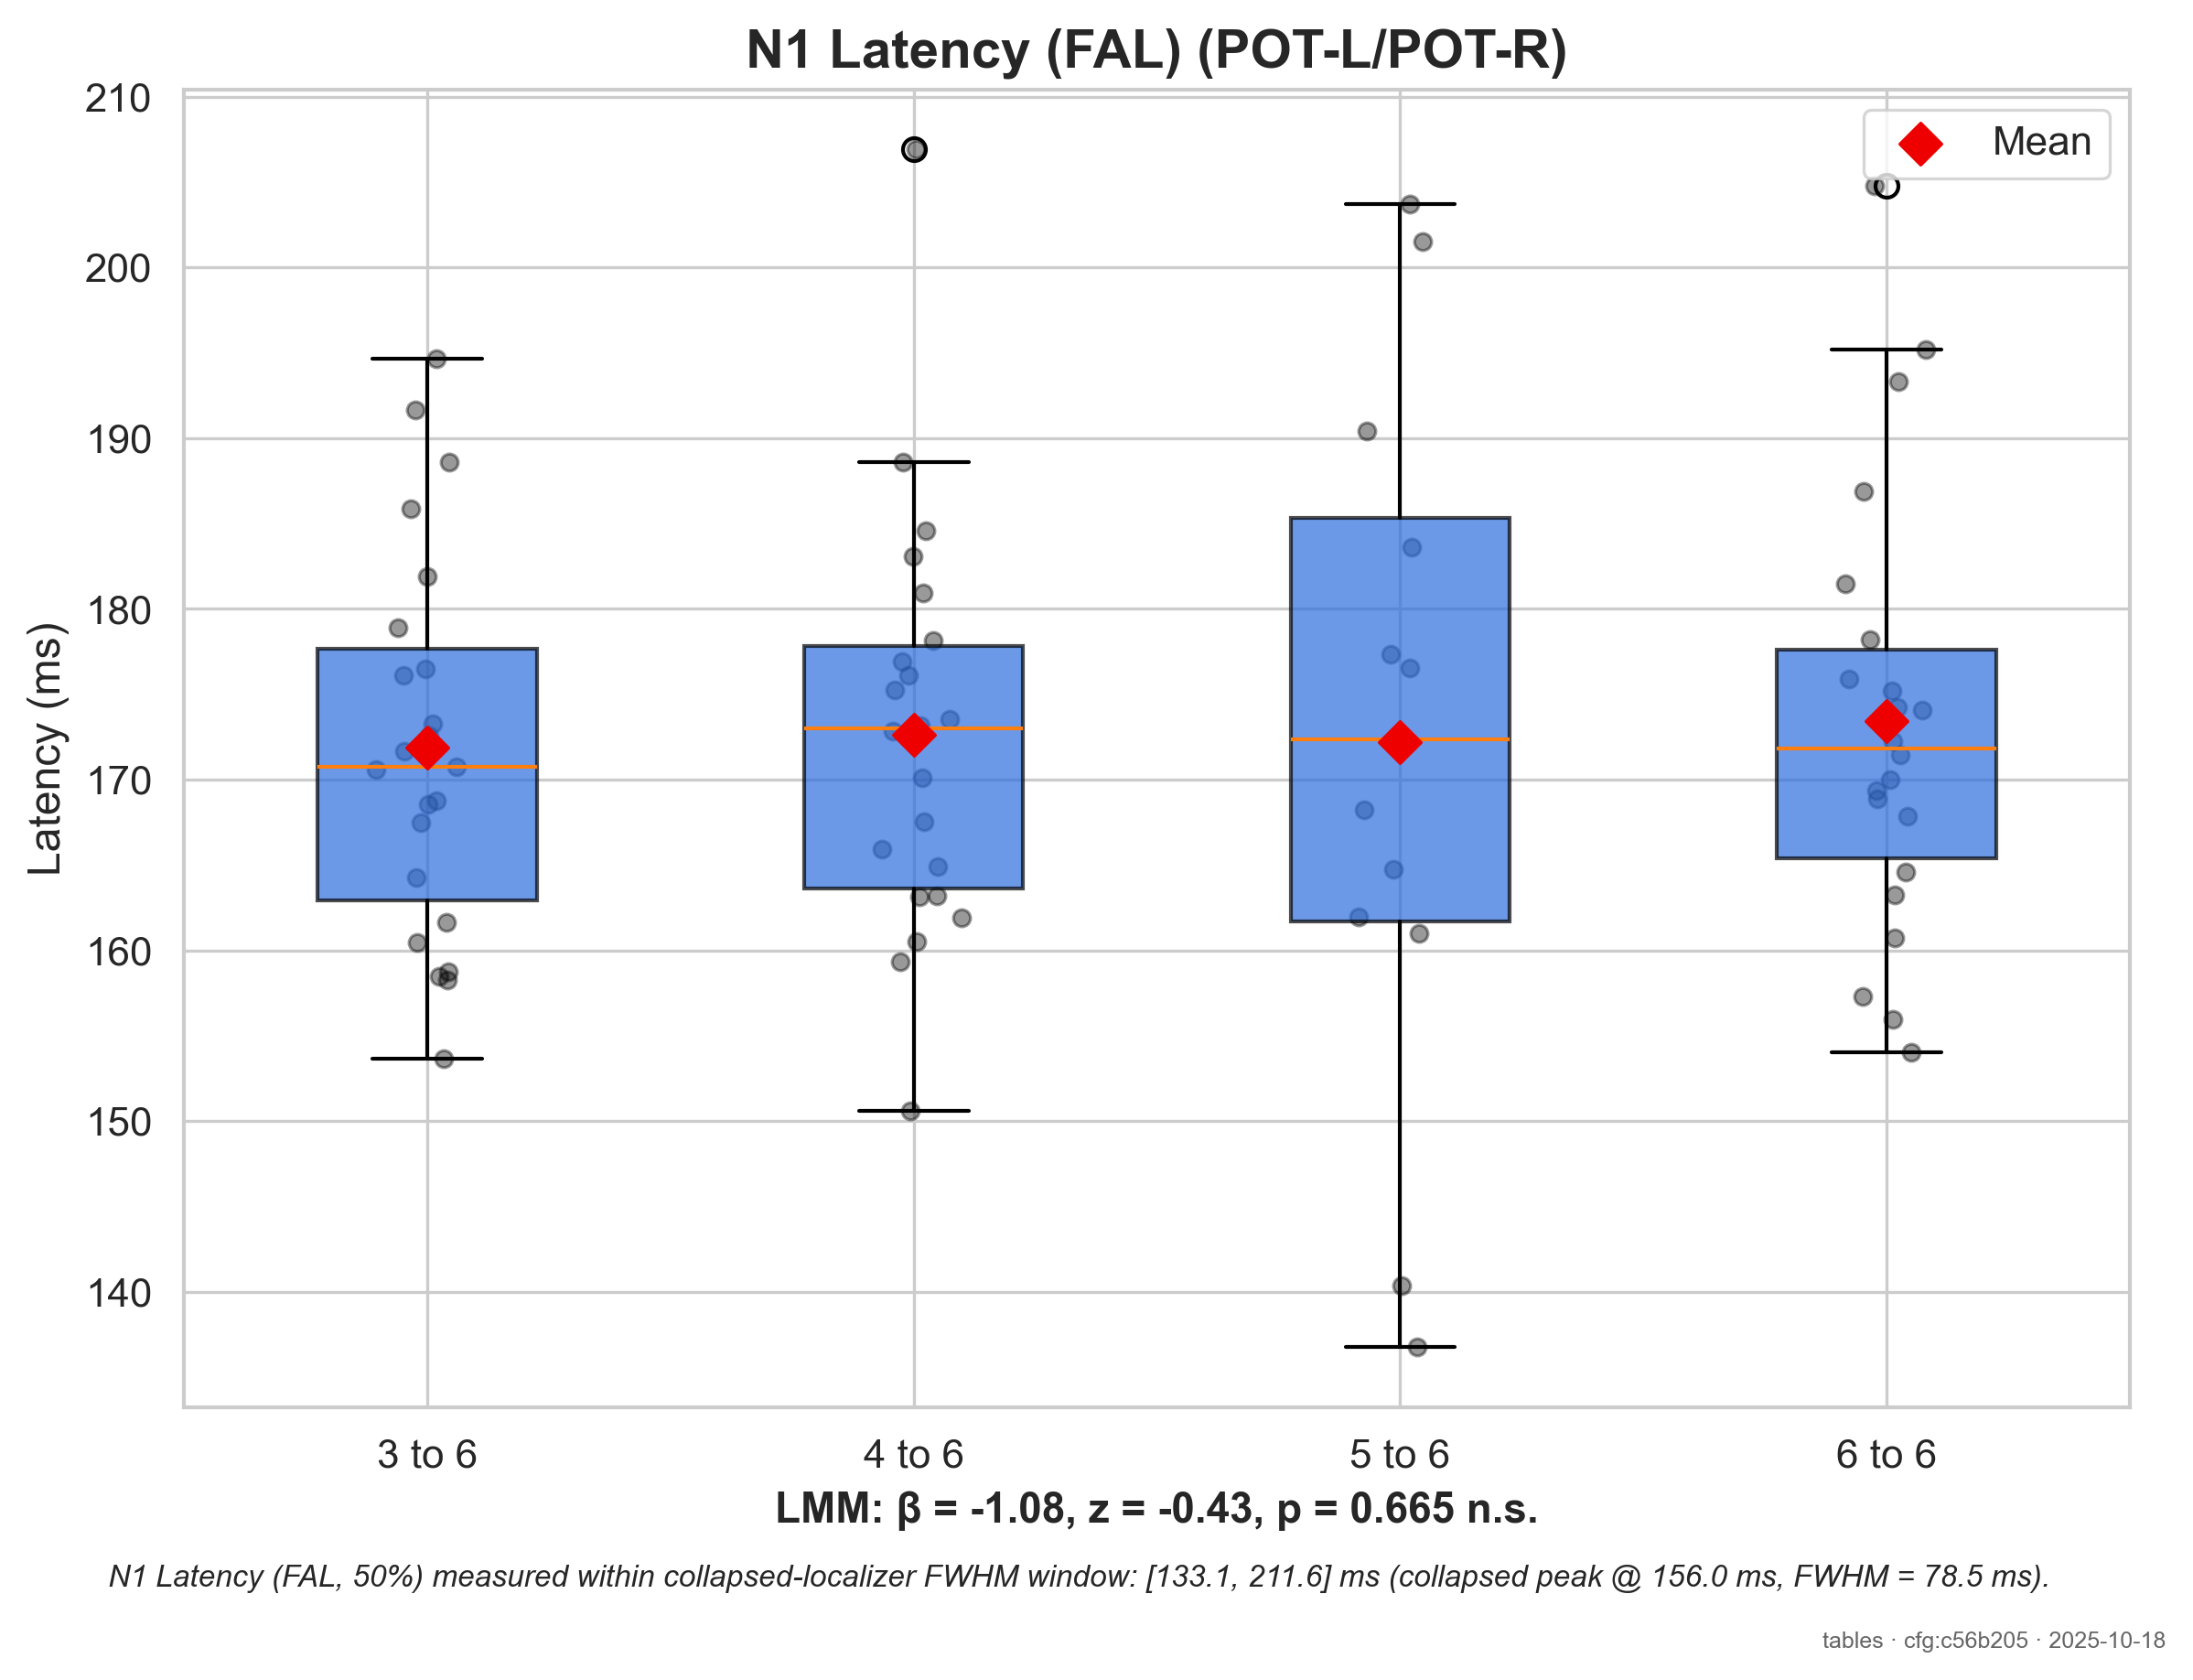 N1 Latency (FAL) (POT-L/POT-R)
Mean
210
200
190
180
170
160
150
140
Latency (ms)
3 to 6
4 to 6
5 to 6
6 to 6
LMM: β = -1.08, z = -0.43, p = 0.665 n.s.
N1 Latency (FAL, 50%) measured within collapsed-localizer FWHM window: [133.1, 211.6] ms (collapsed peak @ 156.0 ms, FWHM = 78.5 ms).
tables · cfg:c56b205 · 2025-10-18